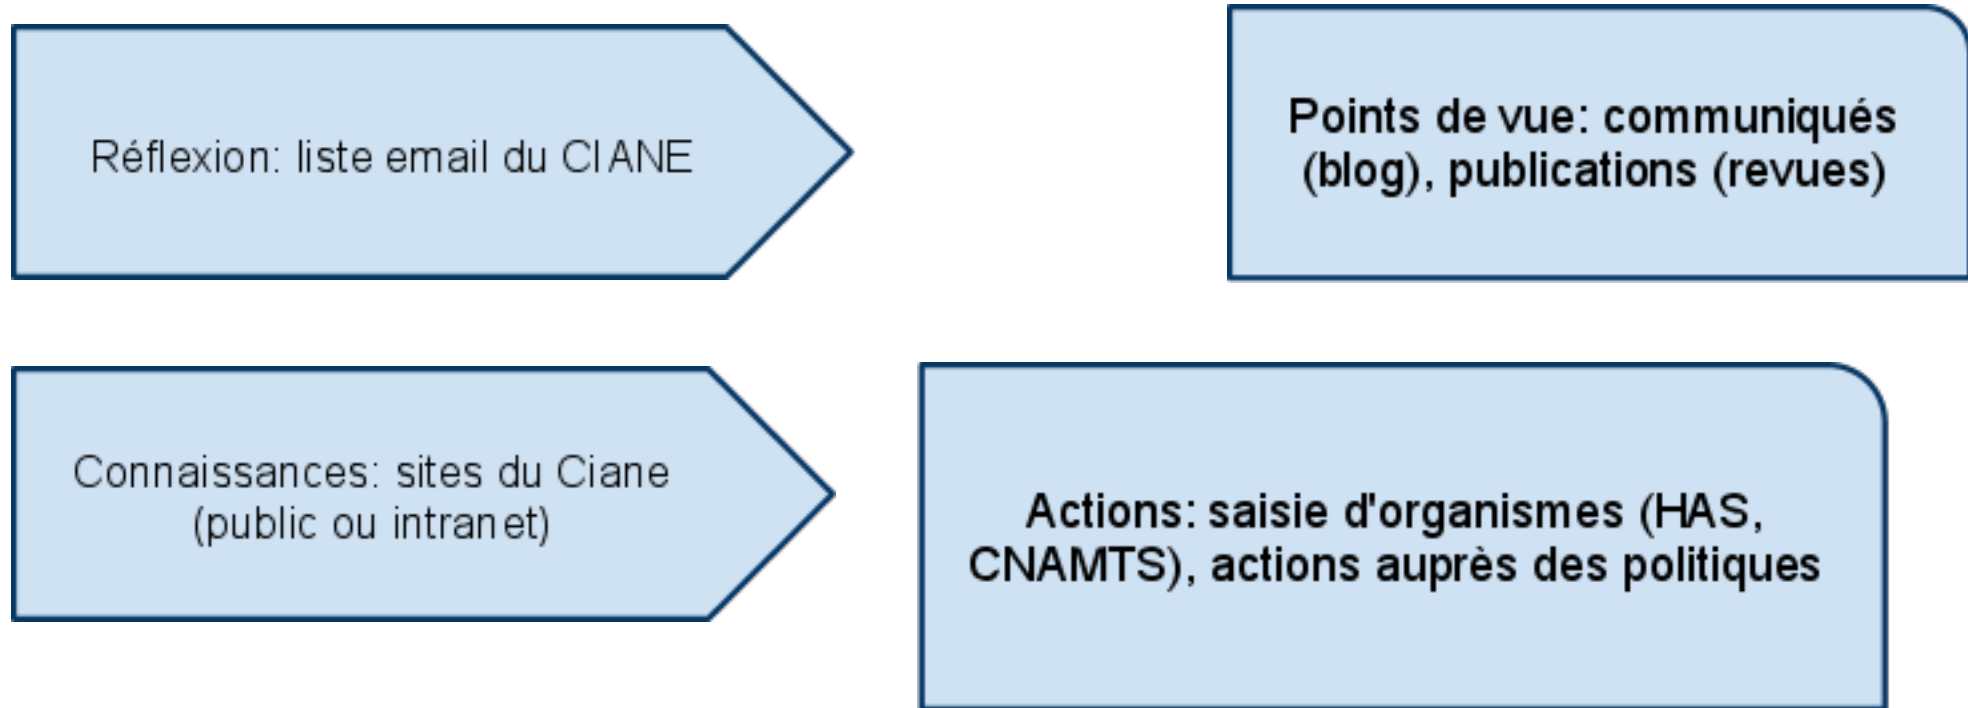 Réflexion: liste email du CIANE
Points de vue: communiqués
(blog), publications (revues)
Connaissances: sites du Ciane
(public ou intranet)
Actions: saisie d'organismes (HAS,
CNAMTS), actions auprès des politiques